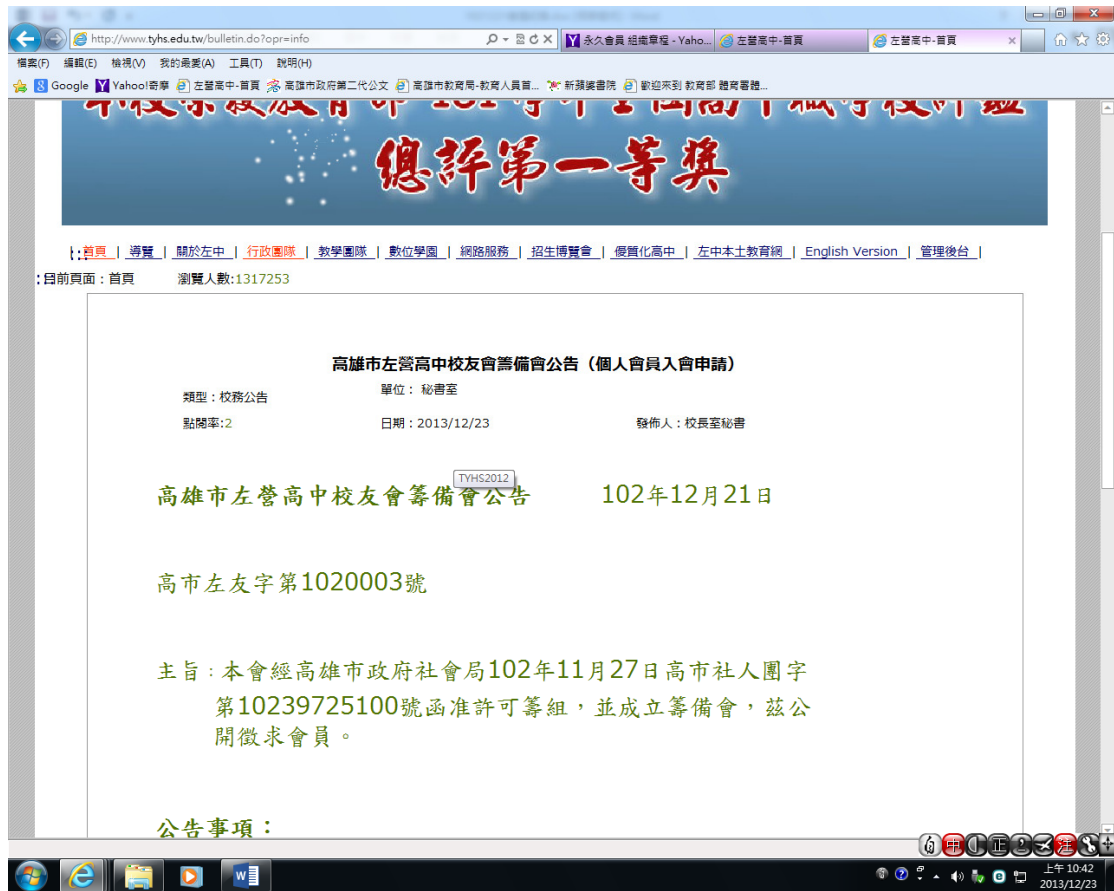 http://www.tyhs.edu.tw/bulletin.do?opr=info
永久會員 組織章程 - Yaho...
左營高中-首頁
左營高中-首頁
檔案(F) 編輯(E) 檢視(V) 我的最愛(A) 工具(T) 說明(H)
Google Yahoo!奇摩 左營高中-首頁 高雄市政府第二代公文 高雄市教育局-教育人員首... 新頻婆書院 歡迎來到 教育部 體育署體...
總評第一等獎
首頁 | 導覽 | 關於左中 | 行政團隊 | 教學團隊 | 數位學園 | 網路服務 | 招生博覽會 | 優質化高中 | 左中本土教育網 | English Version | 管理後台 |
目前頁面：首頁 瀏覽人數:1317253
高雄市左營高中校友會籌備會公告（個人會員入會申請）
類型：校務公告 單位： 秘書室
點閱率:2 日期：2013/12/23 發佈人：校長室秘書
TYHS2012
高雄市左營高中校友會籌備會公告 102年12月21日
高市左友字第1020003號
主旨：本會經高雄市政府社會局102年11月27日高市社人團字
第10239725100號函准許可籌組，並成立籌備會，茲公
開徵求會員。
公告事項：
中 正
上午 10:42
2013/12/23